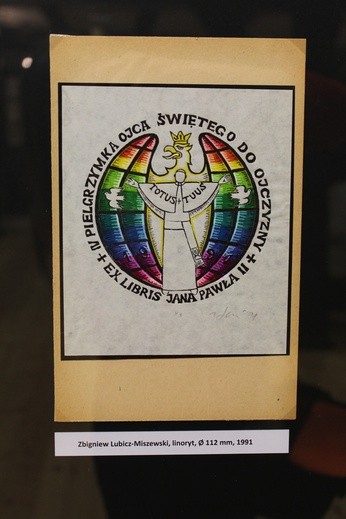 IV PIELGRZYMKA OJCA ŚWIĘTEGO DO OJCZYZNY
+ EX LIBRIS JANA PAWŁA II +
TOTUS + TUUS
Zbigniew Lubicz-Miszewski, linoryt, Ø 112 mm, 1991